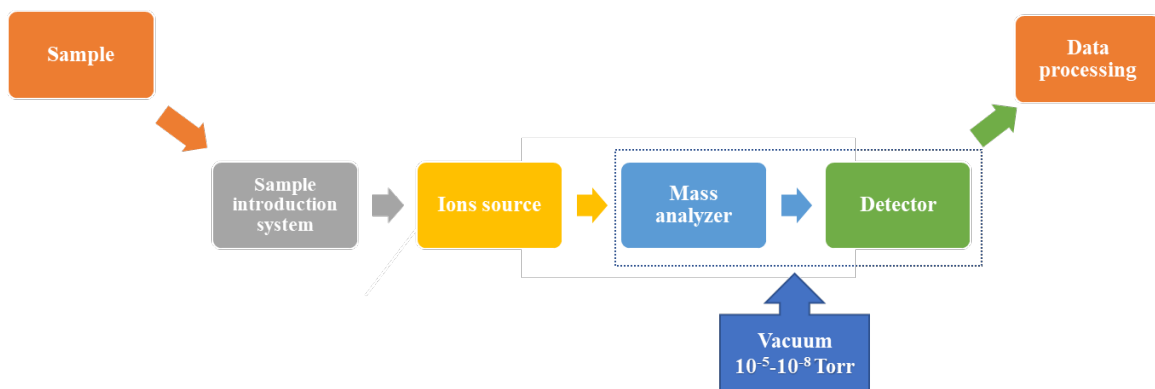 Sample
Data
processing
Sample
introduction
system
Ions source
Mass
analyzer
Detector
Vacuum
10⁻⁵-10⁻⁸ Torr